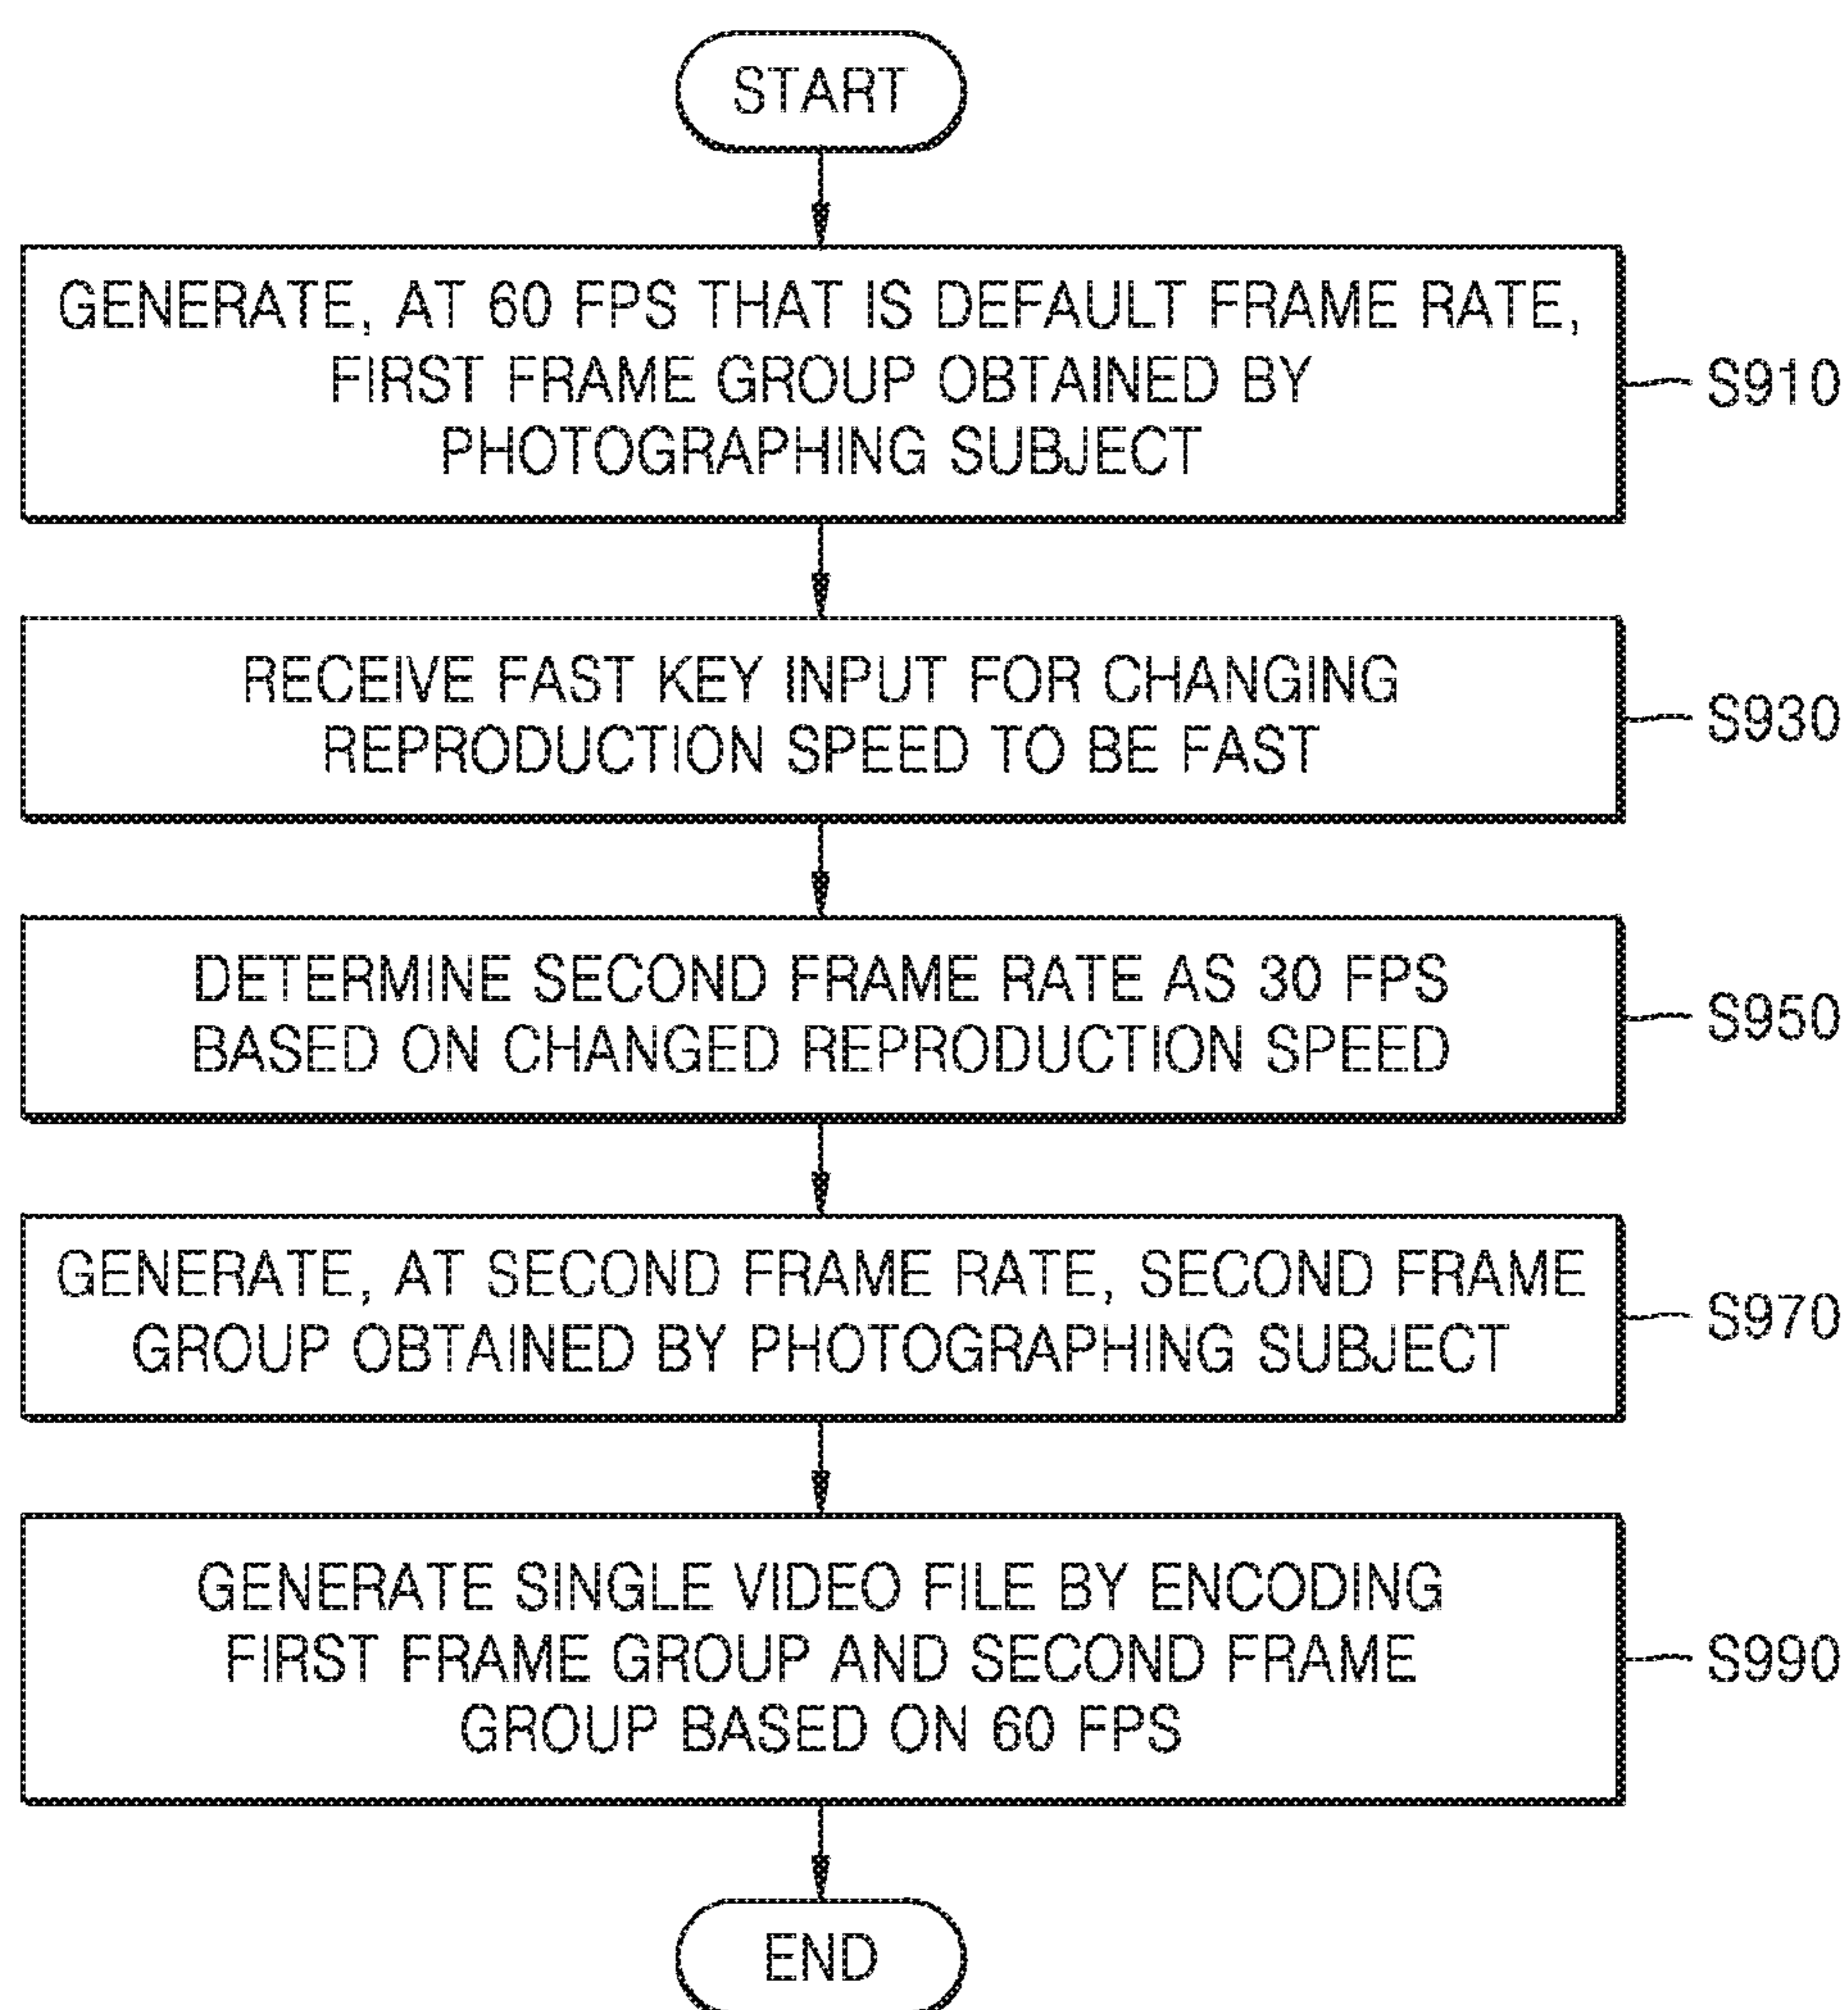 START
GENERATE, AT 60 FPS THAT IS DEFAULT FRAME RATE,
FIRST FRAME GROUP OBTAINED BY
PHOTOGRAPHING SUBJECT
S910
RECEIVE FAST KEY INPUT FOR CHANGING
REPRODUCTION SPEED TO BE FAST
S930
DETERMINE SECOND FRAME RATE AS 30 FPS
BASED ON CHANGED REPRODUCTION SPEED
S950
GENERATE, AT SECOND FRAME RATE, SECOND FRAME
GROUP OBTAINED BY PHOTOGRAPHING SUBJECT
S970
GENERATE SINGLE VIDEO FILE BY ENCODING
FIRST FRAME GROUP AND SECOND FRAME
GROUP BASED ON 60 FPS
S990
END